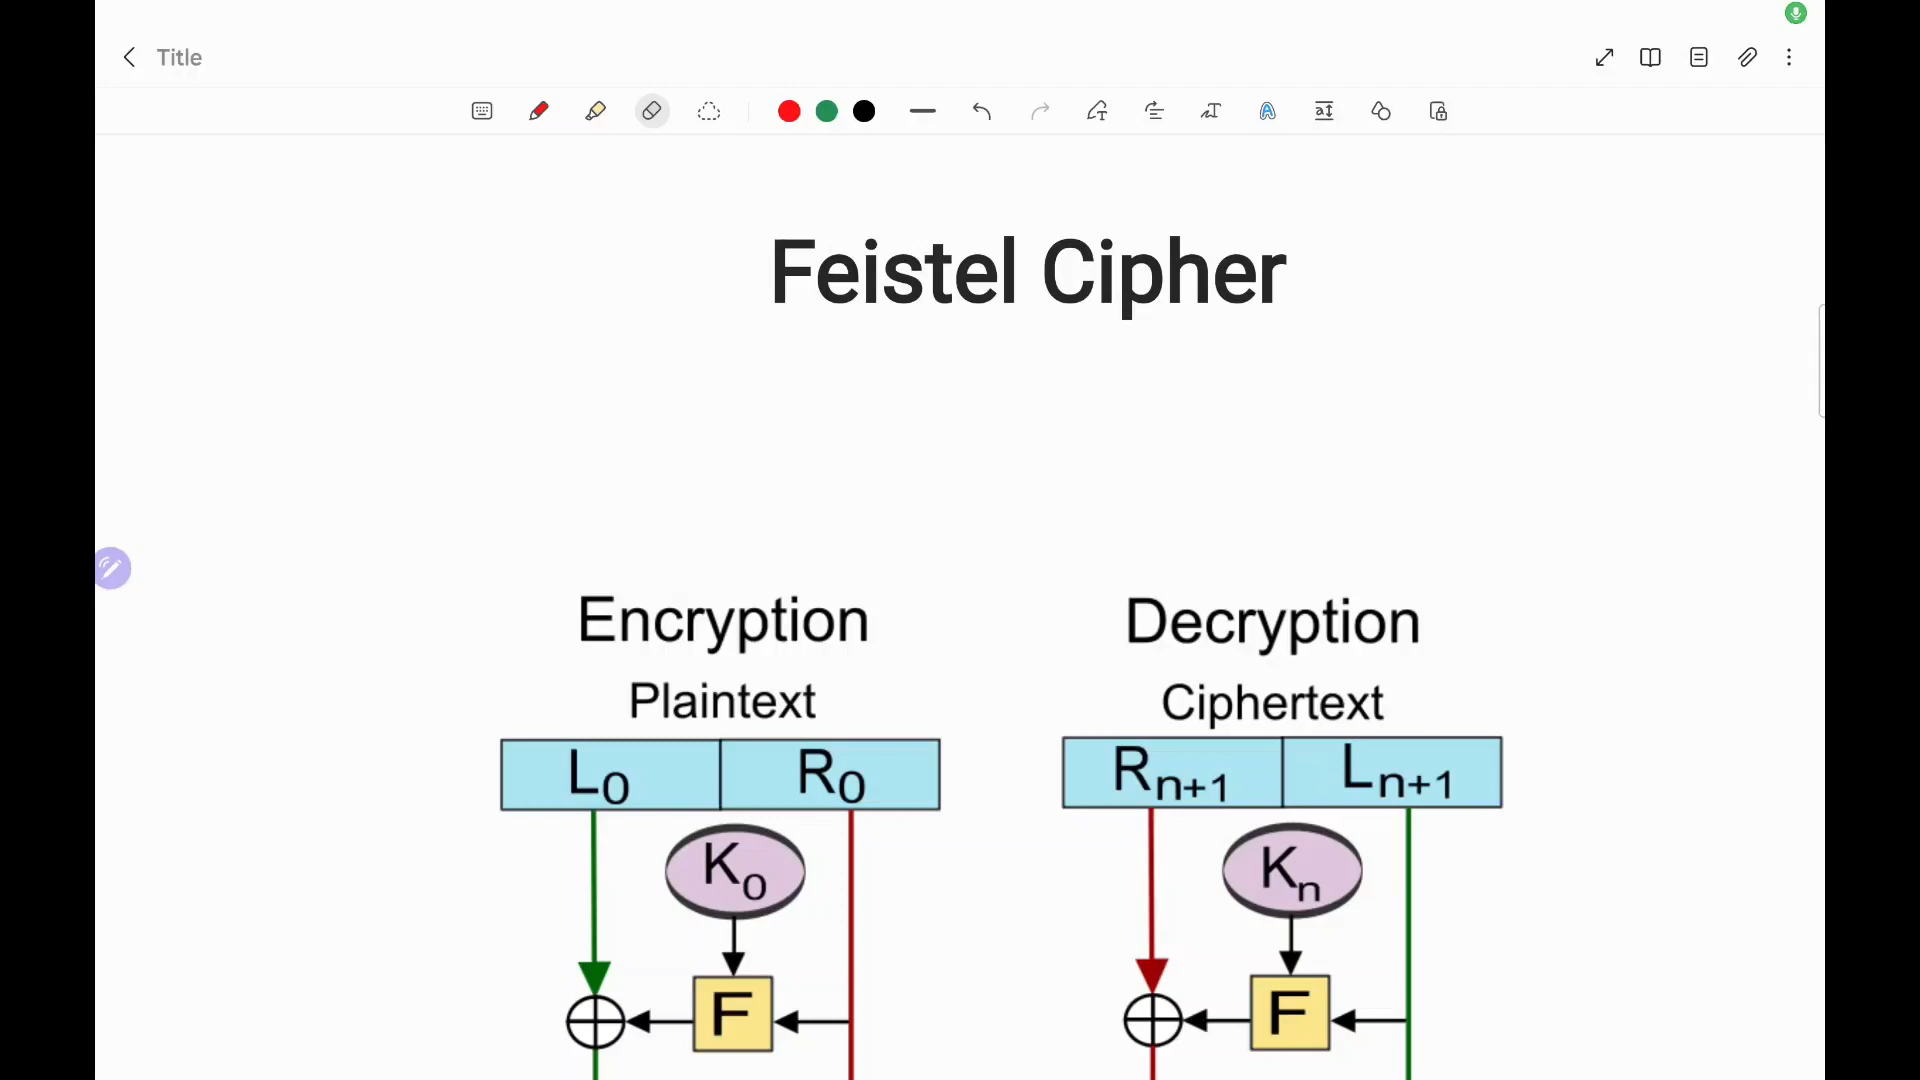 Title
Feistel Cipher
Encryption
Decryption
Plaintext
Ciphertext
L0 R0
Rn+1 Ln+1
K0
Kn
F
F